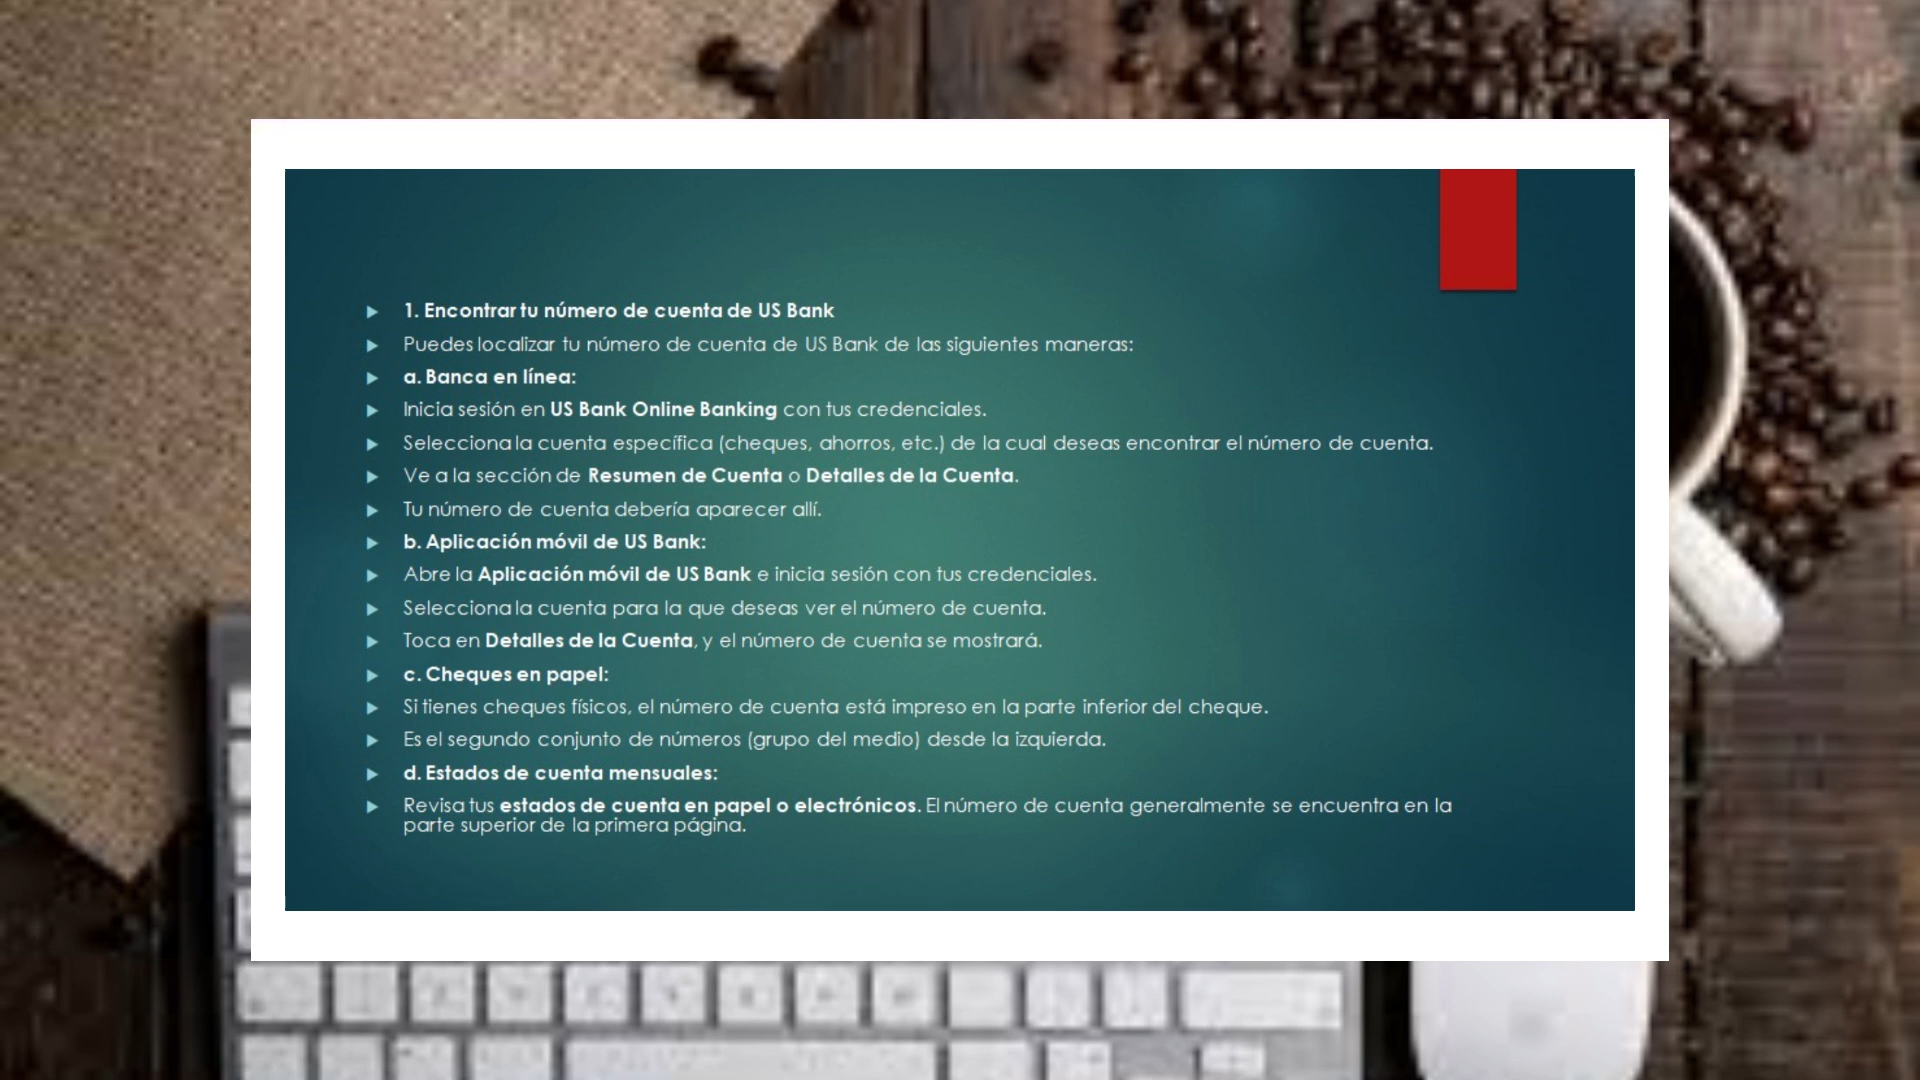 1. Encontrar tu número de cuenta de US Bank
Puedes localizar tu número de cuenta de US Bank de las siguientes maneras:
a. Banca en línea:
Inicia sesión en US Bank Online Banking con tus credenciales.
Selecciona la cuenta específica (cheques, ahorros, etc.) de la cual deseas encontrar el número de cuenta.
Ve a la sección de Resumen de Cuenta o Detalles de la Cuenta.
Tu número de cuenta debería aparecer allí.
b. Aplicación móvil de US Bank:
Abre la Aplicación móvil de US Bank e inicia sesión con tus credenciales.
Selecciona la cuenta para la que deseas ver el número de cuenta.
Toca en Detalles de la Cuenta, y el número de cuenta se mostrará.
c. Cheques en papel:
Si tienes cheques físicos, el número de cuenta está impreso en la parte inferior del cheque.
Es el segundo conjunto de números (grupo del medio) desde la izquierda.
d. Estados de cuenta mensuales:
Revisa tus estados de cuenta en papel o electrónicos. El número de cuenta generalmente se encuentra en la
parte superior de la primera página.